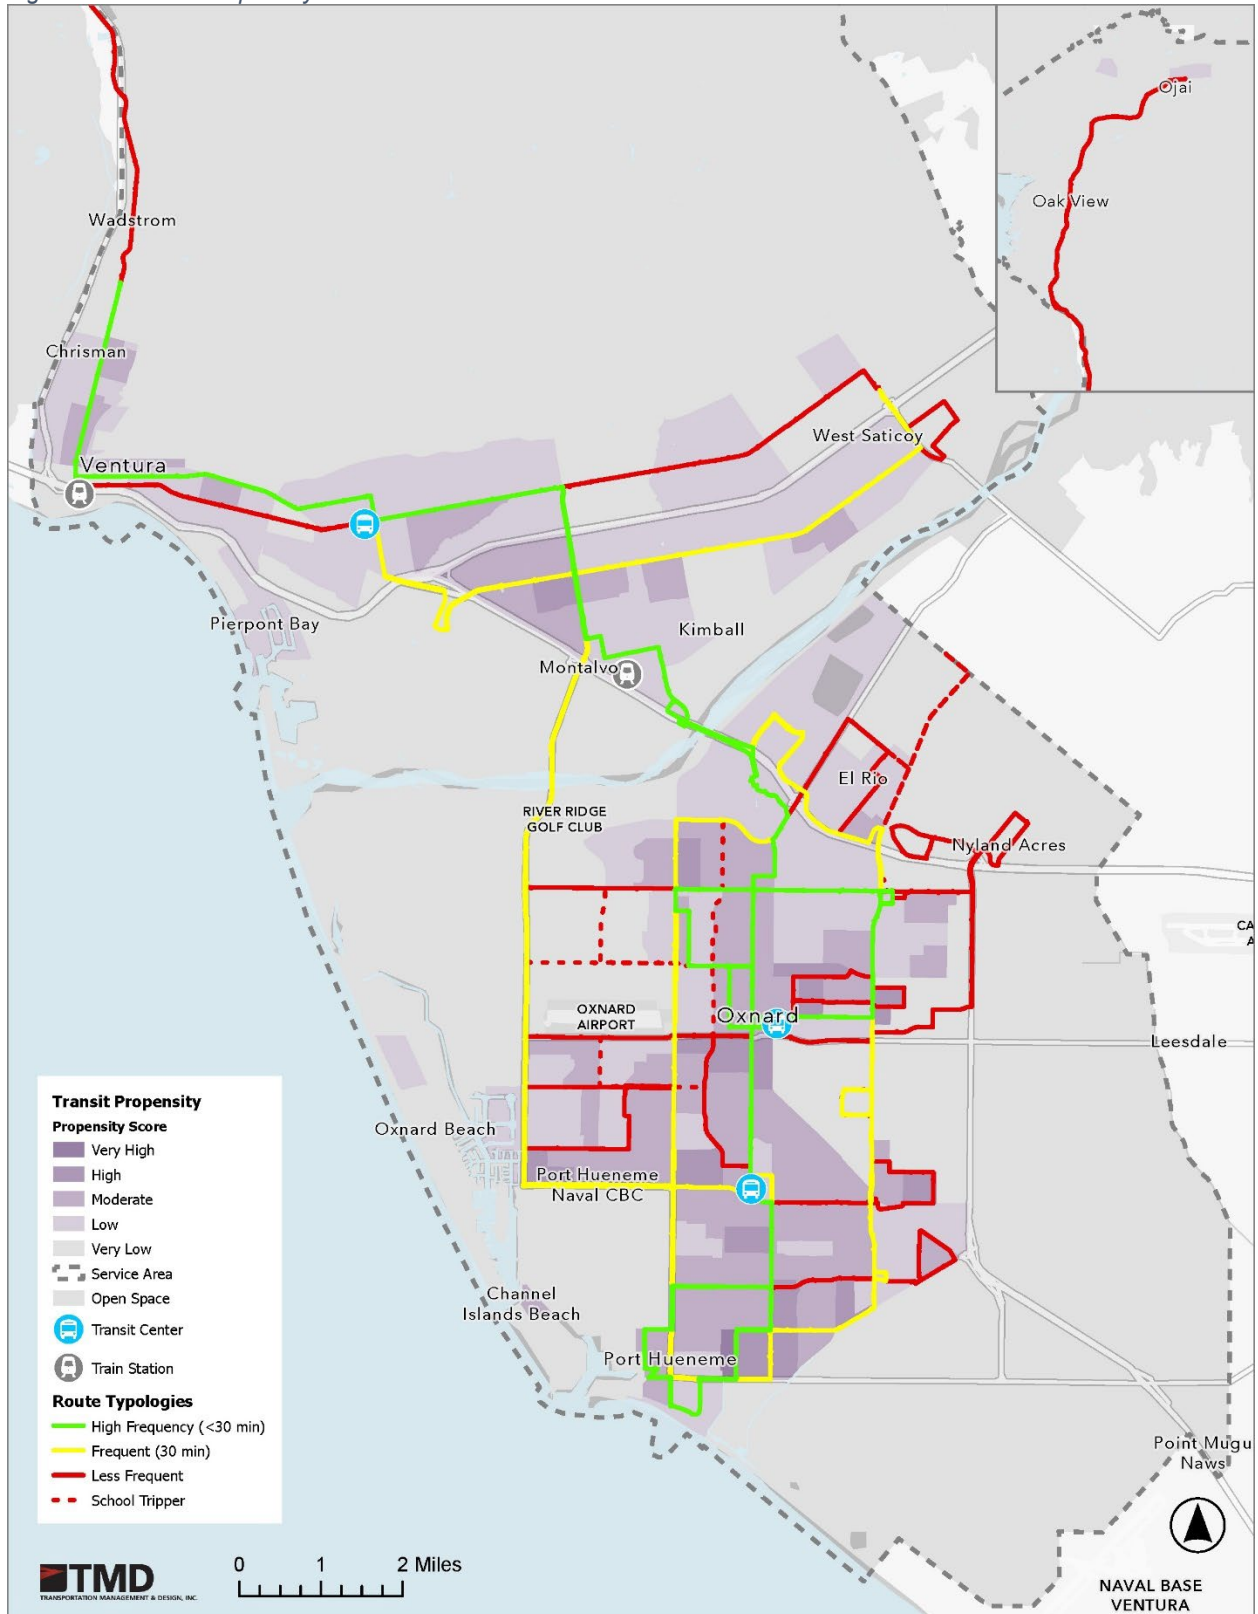 Ojai
Oak View
Wadstrom
Chrisman
Ventura
West Saticoy
Pierpont Bay
Kimball
Montalvo
El Rio
RIVER RIDGE
GOLF CLUB
Nyland Acres
CA
A
OXNARD
AIRPORT
Oxnard
Leesdale
Oxnard Beach
Port Hueneme
Naval CBC
Channel
Islands Beach
Port Hueneme
Point Mugu
Naws
NAVAL BASE
VENTURA
Transit Propensity
Propensity Score
Very High
High
Moderate
Low
Very Low
Service Area
Open Space
Transit Center
Train Station
Route Typologies
High Frequency (<30 min)
Frequent (30 min)
Less Frequent
School Tripper
TMD
TRANSPORTATION MANAGEMENT & DESIGN, INC.
0 1 2 Miles